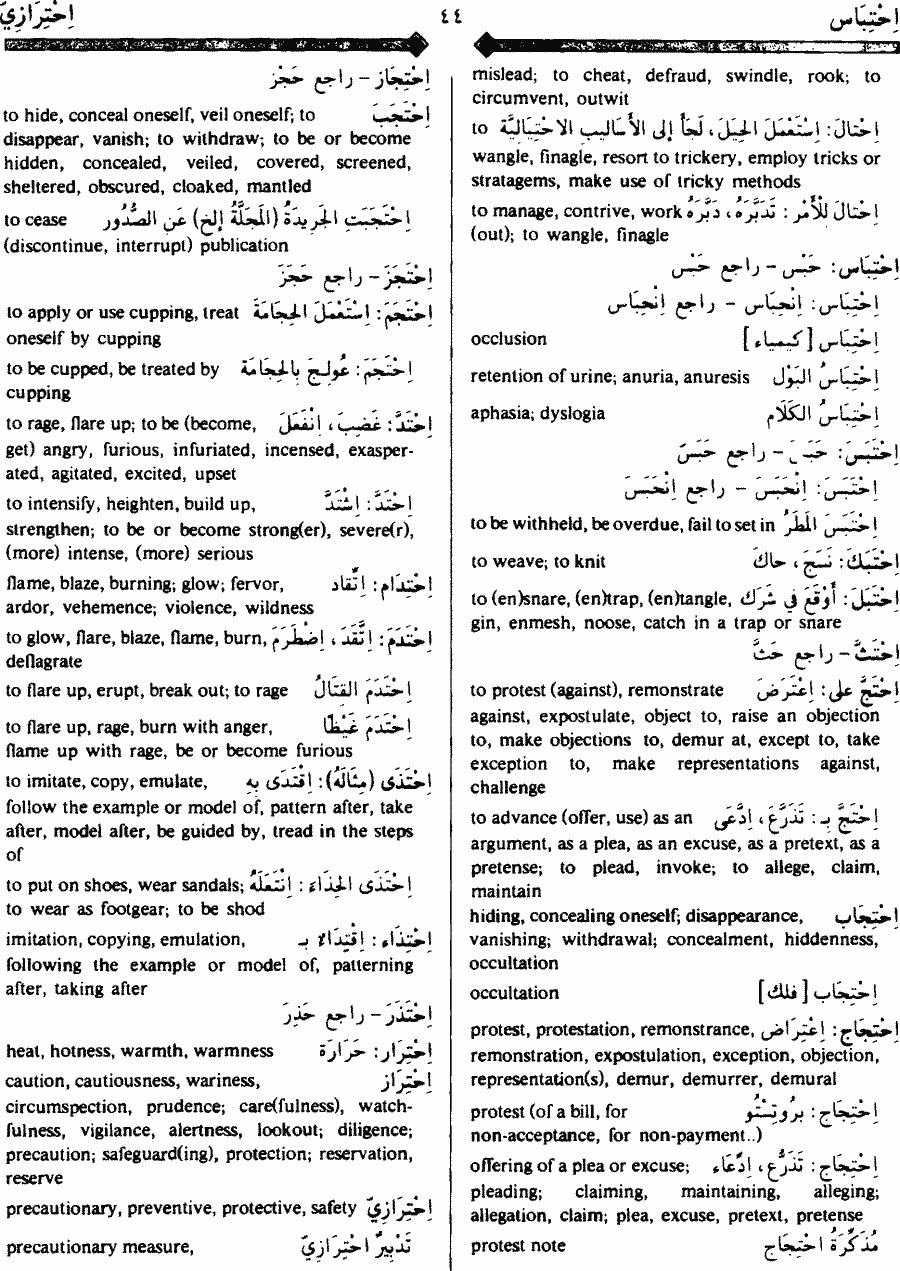 اِحْتِبَاس ٤٤ اِحْتِرَازِيّ
mislead; to cheat, defraud, swindle, rook; to
circumvent, outwit
اِحْتالَ: اِسْتَعْمَلَ الحِيَلَ، لَجَأَ إلى الأَساليبِ الاحْتِيَالِيَّة to
wangle, finagle, resort to trickery, employ tricks or
stratagems, make use of tricky methods
اِحْتالَ لِلأَمْرِ: تَدَبَّرَهُ، دَبَّرَهُ to manage, contrive, work
(out); to wangle, finagle
اِحْتِبَاس: حَبْس - راجع حَبْس
اِحْتِبَاس: اِنْحِبَاس - راجع اِنْحِبَاس
اِحْتِبَاس [كيمياء] occlusion
اِحْتِبَاسُ البَوْل retention of urine; anuria, anuresis
اِحْتِبَاسُ الكَلَام aphasia; dyslogia
اِحْتَبَسَ: حَبَسَ - راجع حَبَسَ
اِحْتَبَسَ: اِنْحَبَسَ - راجع اِنْحَبَسَ
اِحْتَبَسَ المَطَرُ to be withheld, be overdue, fail to set in
اِحْتَبَكَ: نَسَجَ، حاكَ to weave; to knit
اِحْتَبَلَ: أَوْقَعَ في شَرَك to (en)snare, (en)trap, (en)tangle,
gin, enmesh, noose, catch in a trap or snare
اِحْتَثَّ - راجع حَثَّ
اِحْتَجَّ على: اِعْتَرَضَ to protest (against), remonstrate
against, expostulate, object to, raise an objection
to, make objections to, demur at, except to, take
exception to, make representations against,
challenge
اِحْتَجَّ بِـ: تَذَرَّعَ، اِدَّعَى to advance (offer, use) as an
argument, as a plea, as an excuse, as a pretext, as a
pretense; to plead, invoke; to allege, claim,
maintain
اِحْتِجَاب hiding, concealing oneself; disappearance,
vanishing; withdrawal; concealment, hiddenness,
occultation
اِحْتِجَاب [فلك] occultation
اِحْتِجَاج: اِعْتِرَاض protest, protestation, remonstrance,
remonstration, expostulation, exception, objection,
representation(s), demur, demurrer, demural
اِحْتِجَاج: بْرُوتِسْتُو protest (of a bill, for
non-acceptance, for non-payment..)
اِحْتِجَاج: تَذَرُّع، اِدِّعَاء offering of a plea or excuse;
pleading; claiming, maintaining, alleging;
allegation, claim; plea, excuse, pretext, pretense
مُذَكِّرَةُ احْتِجَاج protest note
اِحْتِجَاز - راجع حَجْز
اِحْتَجَبَ to hide, conceal oneself, veil oneself; to
disappear, vanish; to withdraw; to be or become
hidden, concealed, veiled, covered, screened,
sheltered, obscured, cloaked, mantled
اِحْتَجَبَتِ الجَرِيدَةُ (المَجَلَّةُ إلخ) عَنِ الصُّدُور to cease
(discontinue, interrupt) publication
اِحْتَجَزَ - راجع حَجَزَ
اِحْتَجَمَ: اِسْتَعْمَلَ الحِجَامَةَ to apply or use cupping, treat
oneself by cupping
اِحْتَجَمَ: عُولِجَ بِالحِجَامَة to be cupped, be treated by
cupping
اِحْتَدَّ: غَضِبَ، اِنْفَعَلَ to rage, flare up; to be (become,
get) angry, furious, infuriated, incensed, exasper-
ated, agitated, excited, upset
اِحْتَدَّ: اِشْتَدَّ to intensify, heighten, build up,
strengthen; to be or become strong(er), severe(r),
(more) intense, (more) serious
اِحْتِدَام: اِتِّقَاد flame, blaze, burning; glow; fervor,
ardor, vehemence; violence, wildness
اِحْتَدَمَ: اِتَّقَدَ، اِضْطَرَمَ to glow, flare, blaze, flame, burn,
deflagrate
اِحْتَدَمَ القِتَالُ to flare up, erupt, break out; to rage
اِحْتَدَمَ غَيْظًا to flare up, rage, burn with anger,
flame up with rage, be or become furious
اِحْتَذَى (مِثَالَهُ): اِقْتَدَى بِهِ to imitate, copy, emulate,
follow the example or model of, pattern after, take
after, model after, be guided by, tread in the steps
of
اِحْتَذَى الحِذَاءَ: اِنْتَعَلَهُ to put on shoes, wear sandals;
to wear as footgear; to be shod
اِحْتِذَاء: اِقْتِدَاء بِـ imitation, copying, emulation,
following the example or model of, patterning
after, taking after
اِحْتَذَرَ - راجع حَذِرَ
اِحْتِرَار: حَرَارَة heat, hotness, warmth, warmness
اِحْتِرَاز caution, cautiousness, wariness,
circumspection, prudence; care(fulness), watch-
fulness, vigilance, alertness, lookout; diligence;
precaution; safeguard(ing), protection; reservation,
reserve
اِحْتِرَازِيّ precautionary, preventive, protective, safety
تَدْبِيرٌ احْتِرَازِيّ precautionary measure,